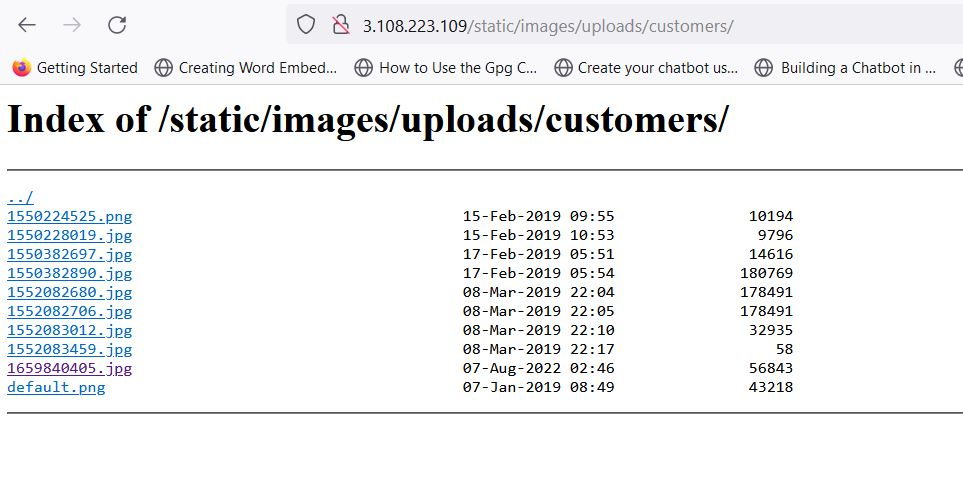 3.108.223.109/static/images/uploads/customers/
Getting Started Creating Word Embed... How to Use the Gpg C... Create your chatbot us... Building a Chatbot in ...
Index of /static/images/uploads/customers/
../
1550224525.png 15-Feb-2019 09:55 10194
1550228019.jpg 15-Feb-2019 10:53 9796
1550382697.jpg 17-Feb-2019 05:51 14616
1550382890.jpg 17-Feb-2019 05:54 180769
1552082680.jpg 08-Mar-2019 22:04 178491
1552082706.jpg 08-Mar-2019 22:05 178491
1552083012.jpg 08-Mar-2019 22:10 32935
1552083459.jpg 08-Mar-2019 22:17 58
1659840405.jpg 07-Aug-2022 02:46 56843
default.png 07-Jan-2019 08:49 43218